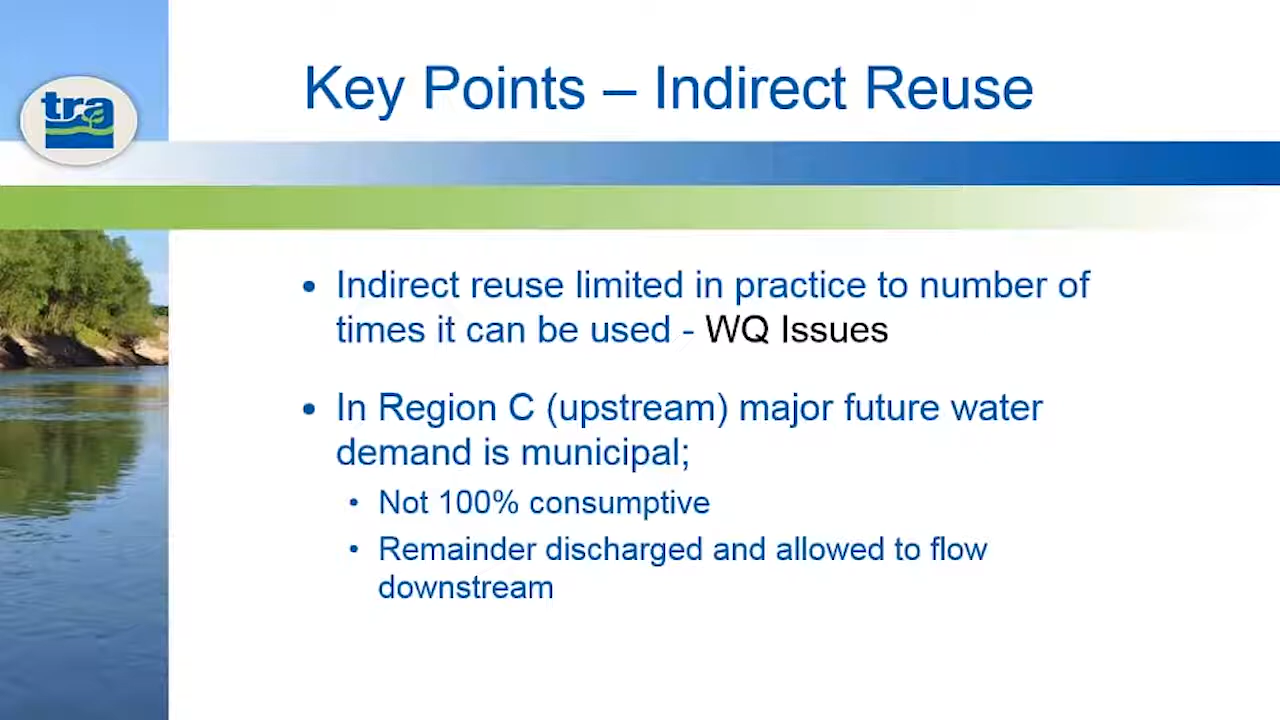 Key Points – Indirect Reuse
tra
• Indirect reuse limited in practice to number of
times it can be used - WQ Issues
• In Region C (upstream) major future water
demand is municipal;
• Not 100% consumptive
• Remainder discharged and allowed to flow
downstream